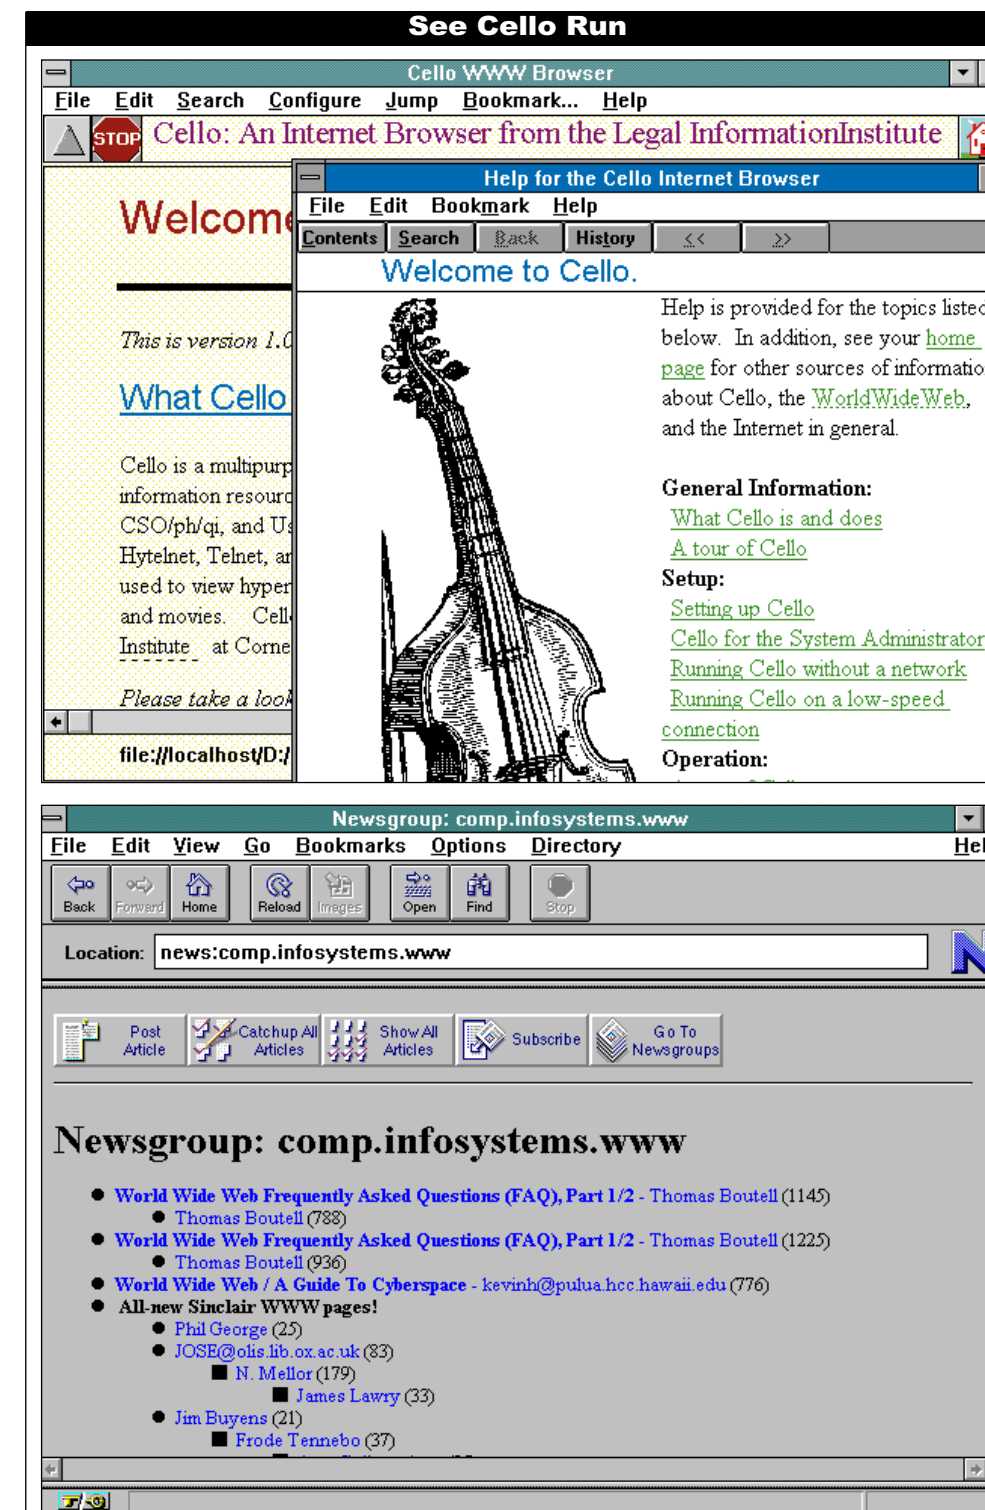 See Cello Run
Cello WWW Browser
File Edit Search Configure Jump Bookmark... Help
STOP Cello: An Internet Browser from the Legal InformationInstitute
Welcome
This is version 1.0
What Cello
Cello is a multipurp
information resourc
CSO/ph/qi, and Us
Hytelnet, Telnet, an
used to view hyper
and movies. Cell
Institute at Corne
Please take a look
file://localhost/D:/
Help for the Cello Internet Browser
File Edit Bookmark Help
Contents Search Back History << >>
Welcome to Cello.
Help is provided for the topics listed
below. In addition, see your home
page for other sources of informatio
about Cello, the WorldWideWeb,
and the Internet in general.
General Information:
What Cello is and does
A tour of Cello
Setup:
Setting up Cello
Cello for the System Administrator
Running Cello without a network
Running Cello on a low-speed
connection
Operation:
Newsgroup: comp.infosystems.www
File Edit View Go Bookmarks Options Directory Hel
Back Forward Home Reload Images Open Find Stop
Location: news:comp.infosystems.www
N
Post Article Catchup All Articles Show All Articles Subscribe Go To Newsgroups
Newsgroup: comp.infosystems.www
World Wide Web Frequently Asked Questions (FAQ), Part 1/2 - Thomas Boutell (1145)
Thomas Boutell (788)
World Wide Web Frequently Asked Questions (FAQ), Part 1/2 - Thomas Boutell (1225)
Thomas Boutell (936)
World Wide Web / A Guide To Cyberspace - kevinh@pulua.hcc.hawaii.edu (776)
All-new Sinclair WWW pages!
Phil George (25)
JOSE@olis.lib.ox.ac.uk (83)
N. Mellor (179)
James Lawry (33)
Jim Buyens (21)
Frode Tennebo (37)